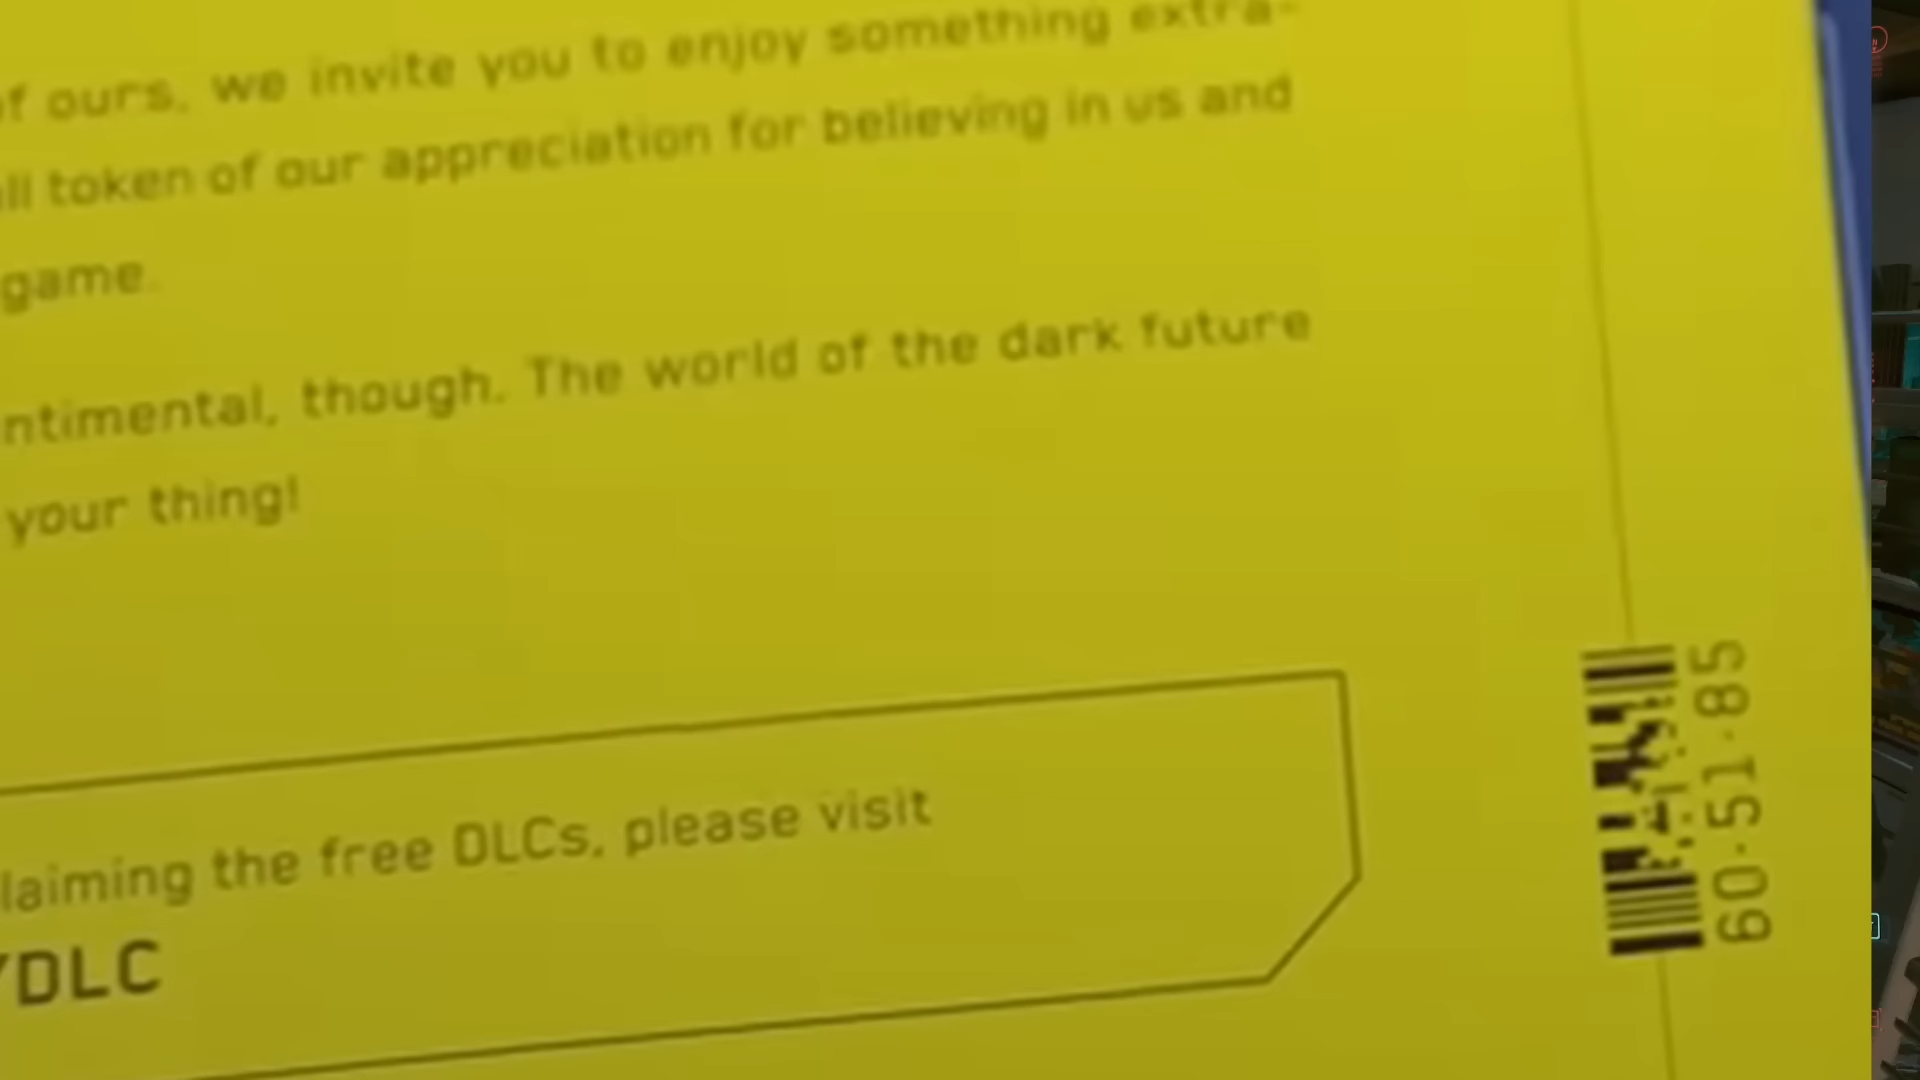 of ours, we invite you to enjoy something extra-
all token of our appreciation for believing in us and
game.
ntimental, though. The world of the dark future
your thing!
laiming the free DLCs, please visit
/DLC
60·51·85